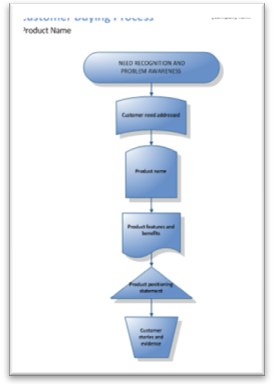 Customer Buying Process
Product Name
NEED RECOGNITION AND
PROBLEM AWARENESS
Customer need addressed
Product name
Product features and
benefits
Product positioning
statement
Customer
stories and
evidence